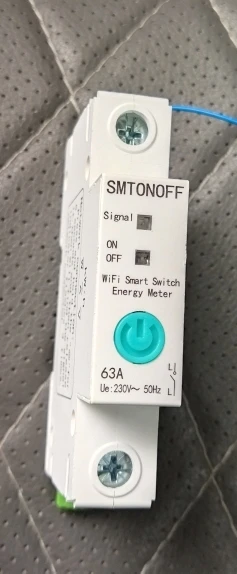 SMTONOFF
Signal
ON
OFF
WiFi Smart Switch
Energy Meter
63A
L
Ue:230V~ 50Hz
L